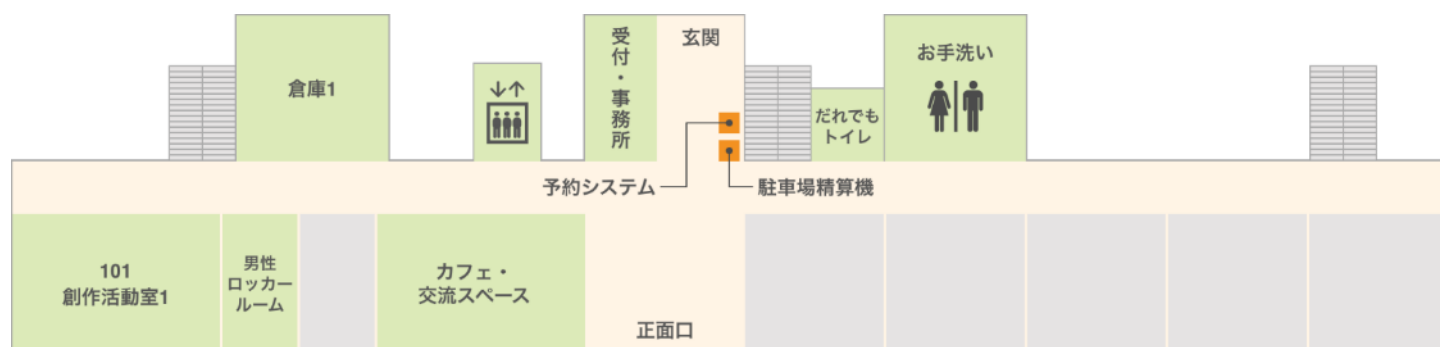 倉庫1
受付・事務所
玄関
お手洗い
だれでも
トイレ
予約システム
駐車場精算機
101
創作活動室1
男性
ロッカー
ルーム
カフェ・
交流スペース
正面口